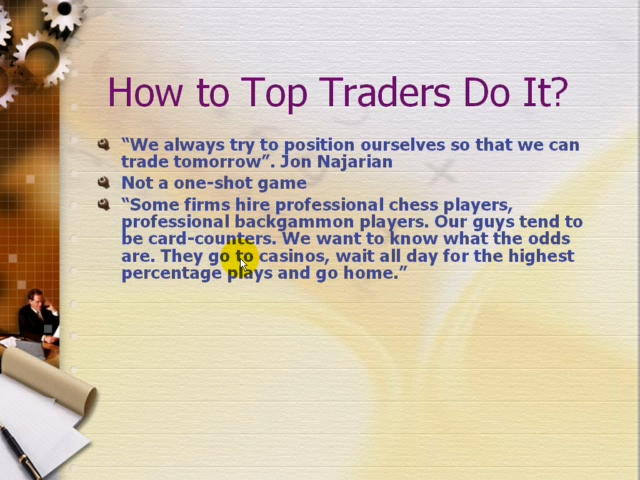 How to Top Traders Do It?
“We always try to position ourselves so that we can
trade tomorrow”. Jon Najarian
Not a one-shot game
“Some firms hire professional chess players,
professional backgammon players. Our guys tend to
be card-counters. We want to know what the odds
are. They go to casinos, wait all day for the highest
percentage plays and go home.”